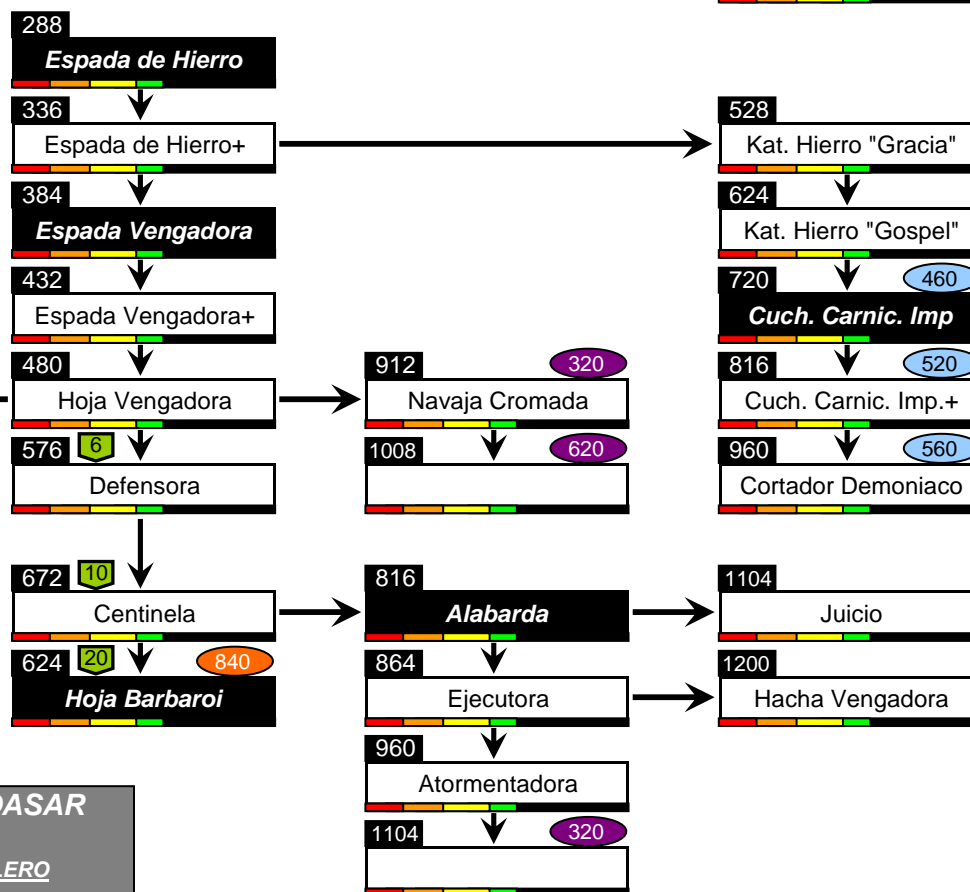 288
Espada de Hierro
336
Espada de Hierro+
384
Espada Vengadora
432
Espada Vengadora+
480
Hoja Vengadora
576 6
Defensora
672 10
Centinela
624 20 840
Hoja Barbaroi
912 320
Navaja Cromada
1008 620
816
Alabarda
864
Ejecutora
960
Atormentadora
1104 320
528
Kat. Hierro "Gracia"
624
Kat. Hierro "Gospel"
720 460
Cuch. Carnic. Imp
816 520
Cuch. Carnic. Imp.+
960 560
Cortador Demoniaco
1104
Juicio
1200
Hacha Vengadora
DASAR
LERO